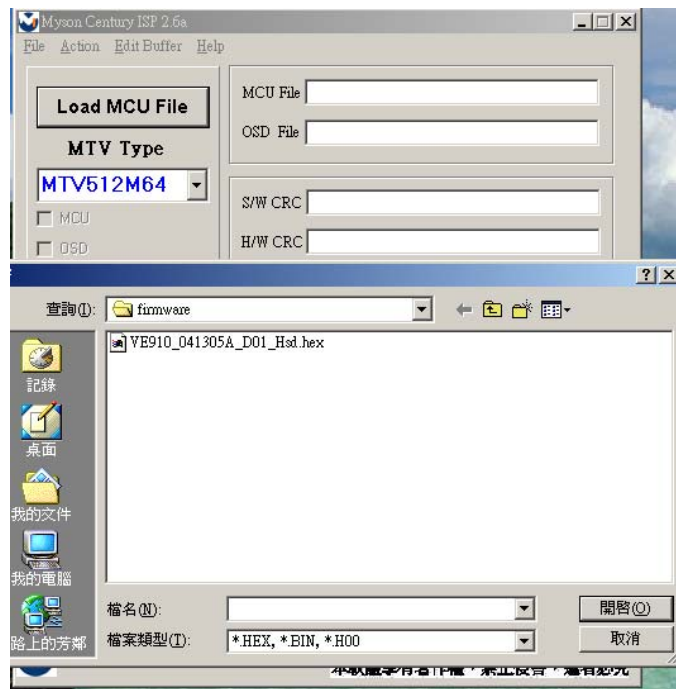 Myson Century ISP 2.6a
File Action Edit Buffer Help
Load MCU File
MCU File
OSD File
MTV Type
MTV512M64
MCU
OSD
S/W CRC
H/W CRC
查詢(I):
firmware
VE910_041305A_D01_Hsd.hex
記錄
桌面
我的文件
我的電腦
路上的芳鄰
檔名(N):
開啓(O)
檔案類型(T):
*.HEX, *.BIN, *.H00
取消